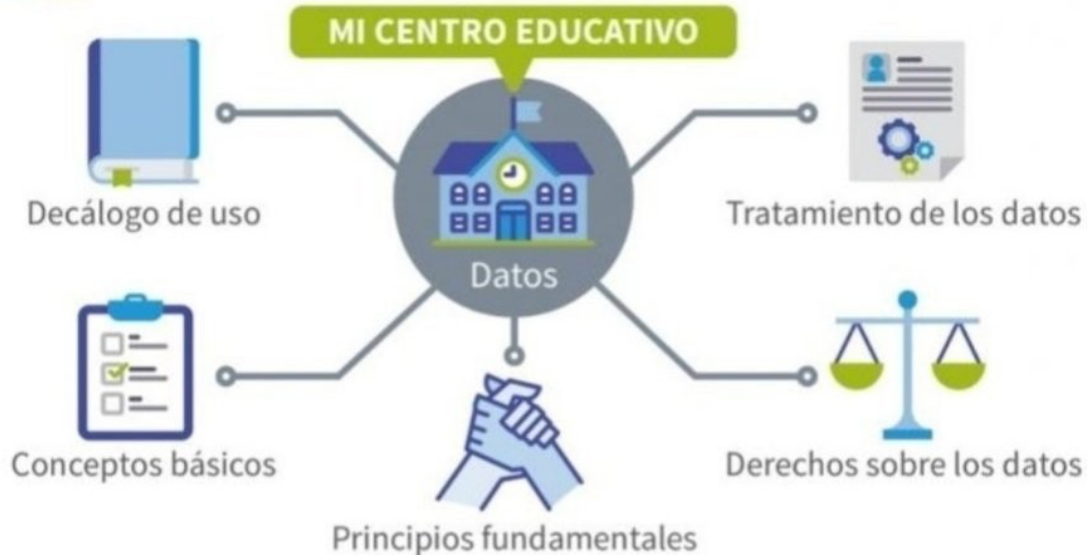 MI CENTRO EDUCATIVO
Decálogo de uso
Datos
Tratamiento de los datos
Conceptos básicos
Derechos sobre los datos
Principios fundamentales